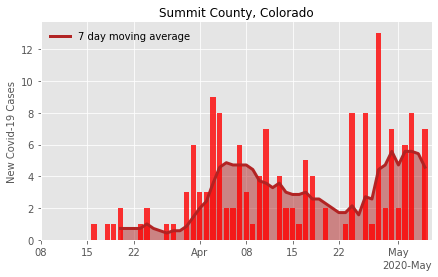 Summit County, Colorado
7 day moving average
New Covid-19 Cases
12
10
8
6
4
2
0
08 15 22 Apr 08 15 22 May
2020-May